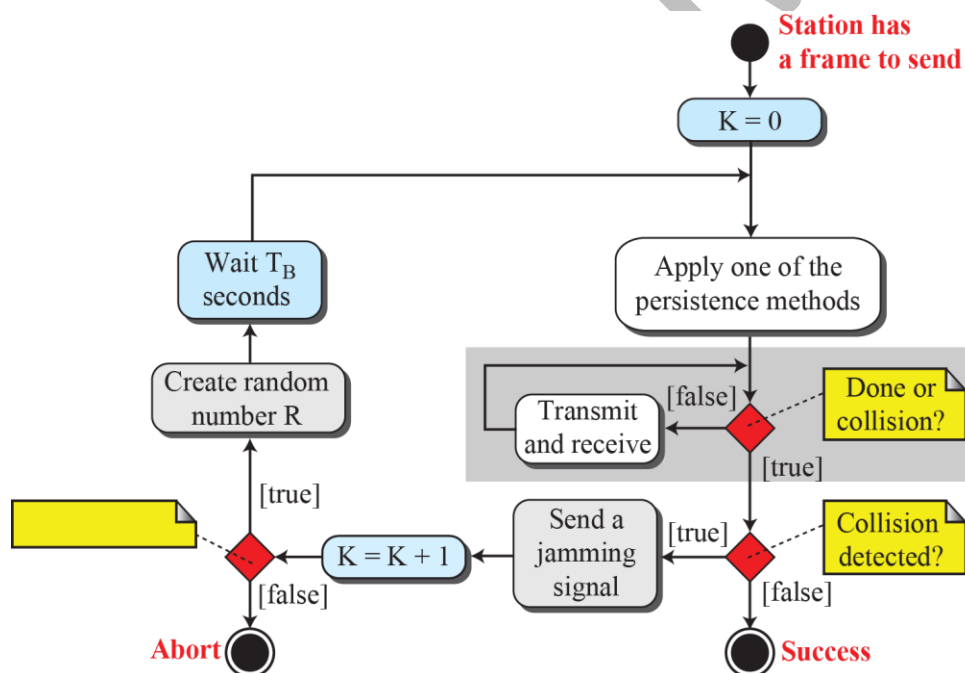 Station has
a frame to send
K = 0
Wait T_B
seconds
Apply one of the
persistence methods
Create random
number R
[false]
Transmit
and receive
Done or
collision?
[true]
[true]
Send a
jamming
signal
[true]
Collision
detected?
K = K + 1
[false]
[false]
Abort
Success